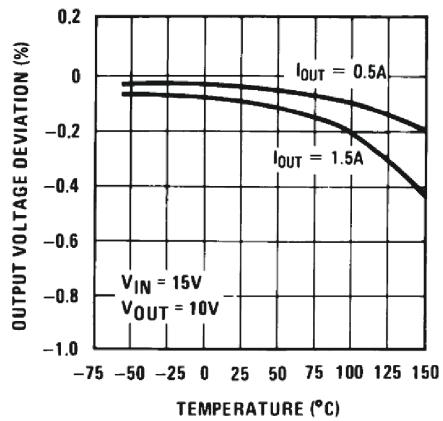 OUTPUT VOLTAGE DEVIATION (%)
0.2
0
−0.2
−0.4
−0.6
−0.8
−1.0
IOUT = 0.5A
IOUT = 1.5A
VIN = 15V
VOUT = 10V
−75 −50 −25 0 25 50 75 100 125 150
TEMPERATURE (°C)